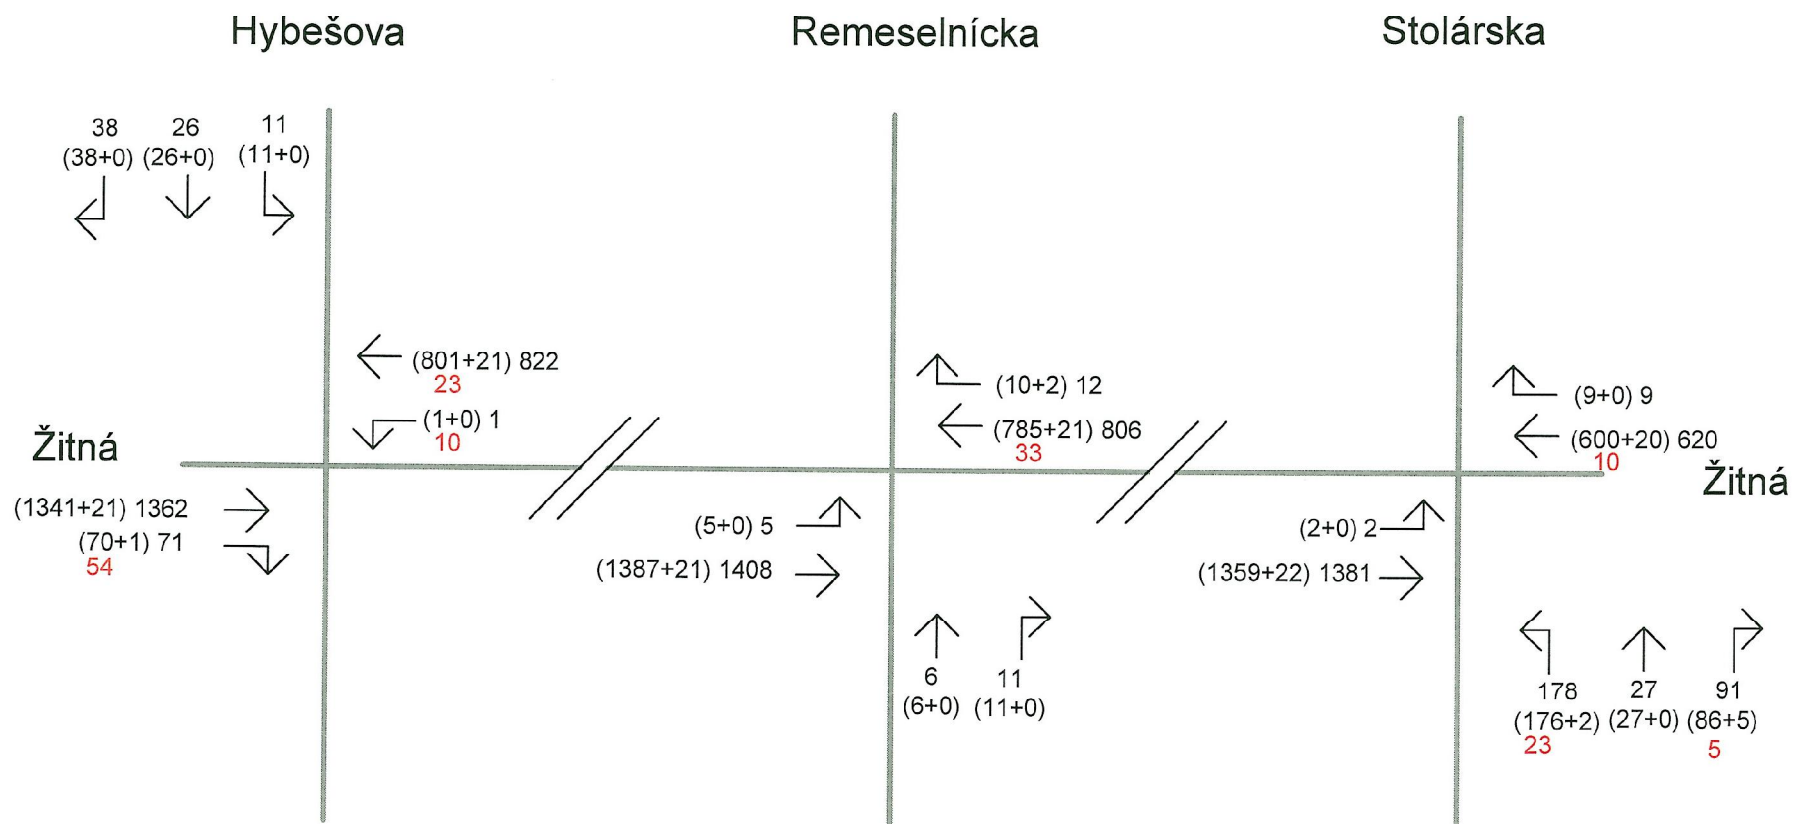 Hybešova Remeselnícka Stolárska
38 26 11
(38+0) (26+0) (11+0)
(801+21) 822
23
(1+0) 1
10
Žitná
(1341+21) 1362
(70+1) 71
54
(10+2) 12
(785+21) 806
33
(5+0) 5
(1387+21) 1408
6 11
(6+0) (11+0)
(9+0) 9
(600+20) 620
10
Žitná
(2+0) 2
(1359+22) 1381
178 27 91
(176+2) (27+0) (86+5)
23 5